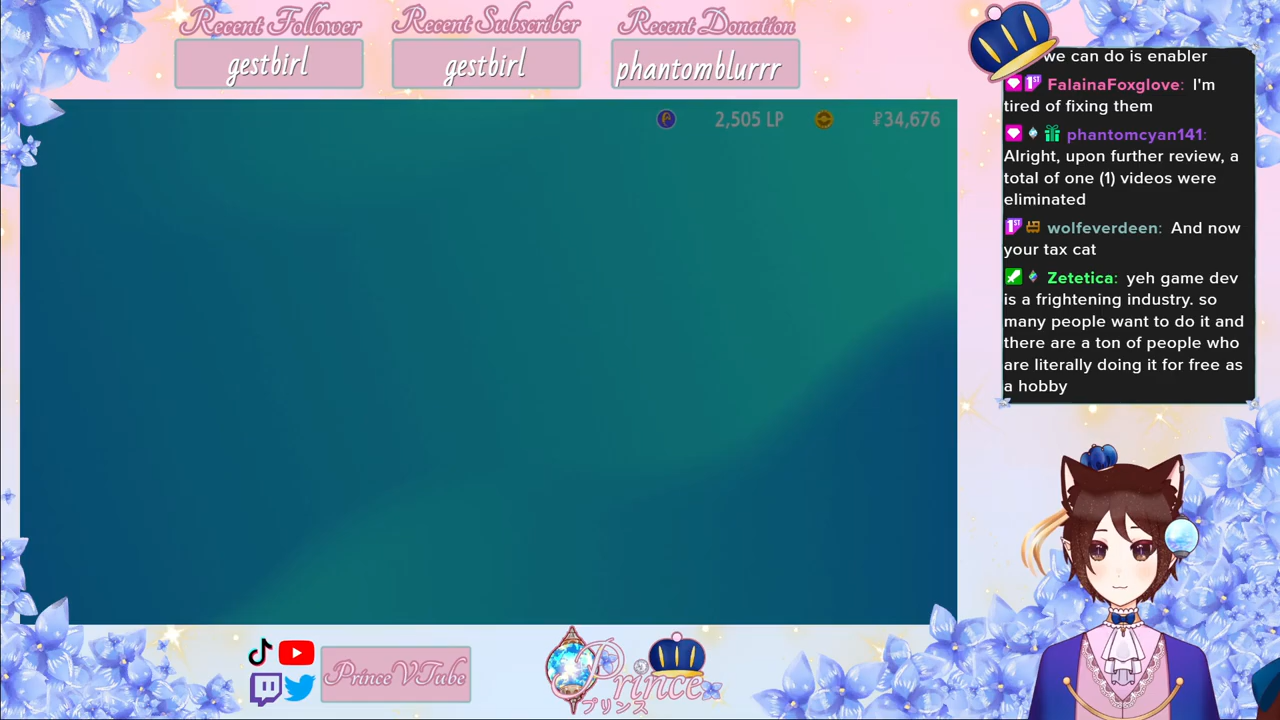 Recent Follower
gestbirl
Recent Subscriber
gestbirl
Recent Donation
phantomblurrr
2,505 LP
₽34,676
we can do is enabler
FalainaFoxglove: I'm
tired of fixing them
phantomcyan141:
Alright, upon further review, a
total of one (1) videos were
eliminated
wolfeverdeen: And now
your tax cat
Zetetica: yeh game dev
is a frightening industry. so
many people want to do it and
there are a ton of people who
are literally doing it for free as
a hobby
PrinceVTube
Prince
プリンス